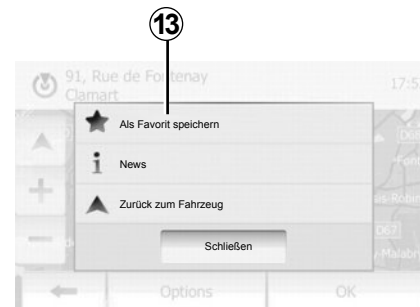 13
91, Rue de Fontenay
Clamart
17:5
Als Favorit speichern
News
Zurück zum Fahrzeug
Schließen
Options
OK